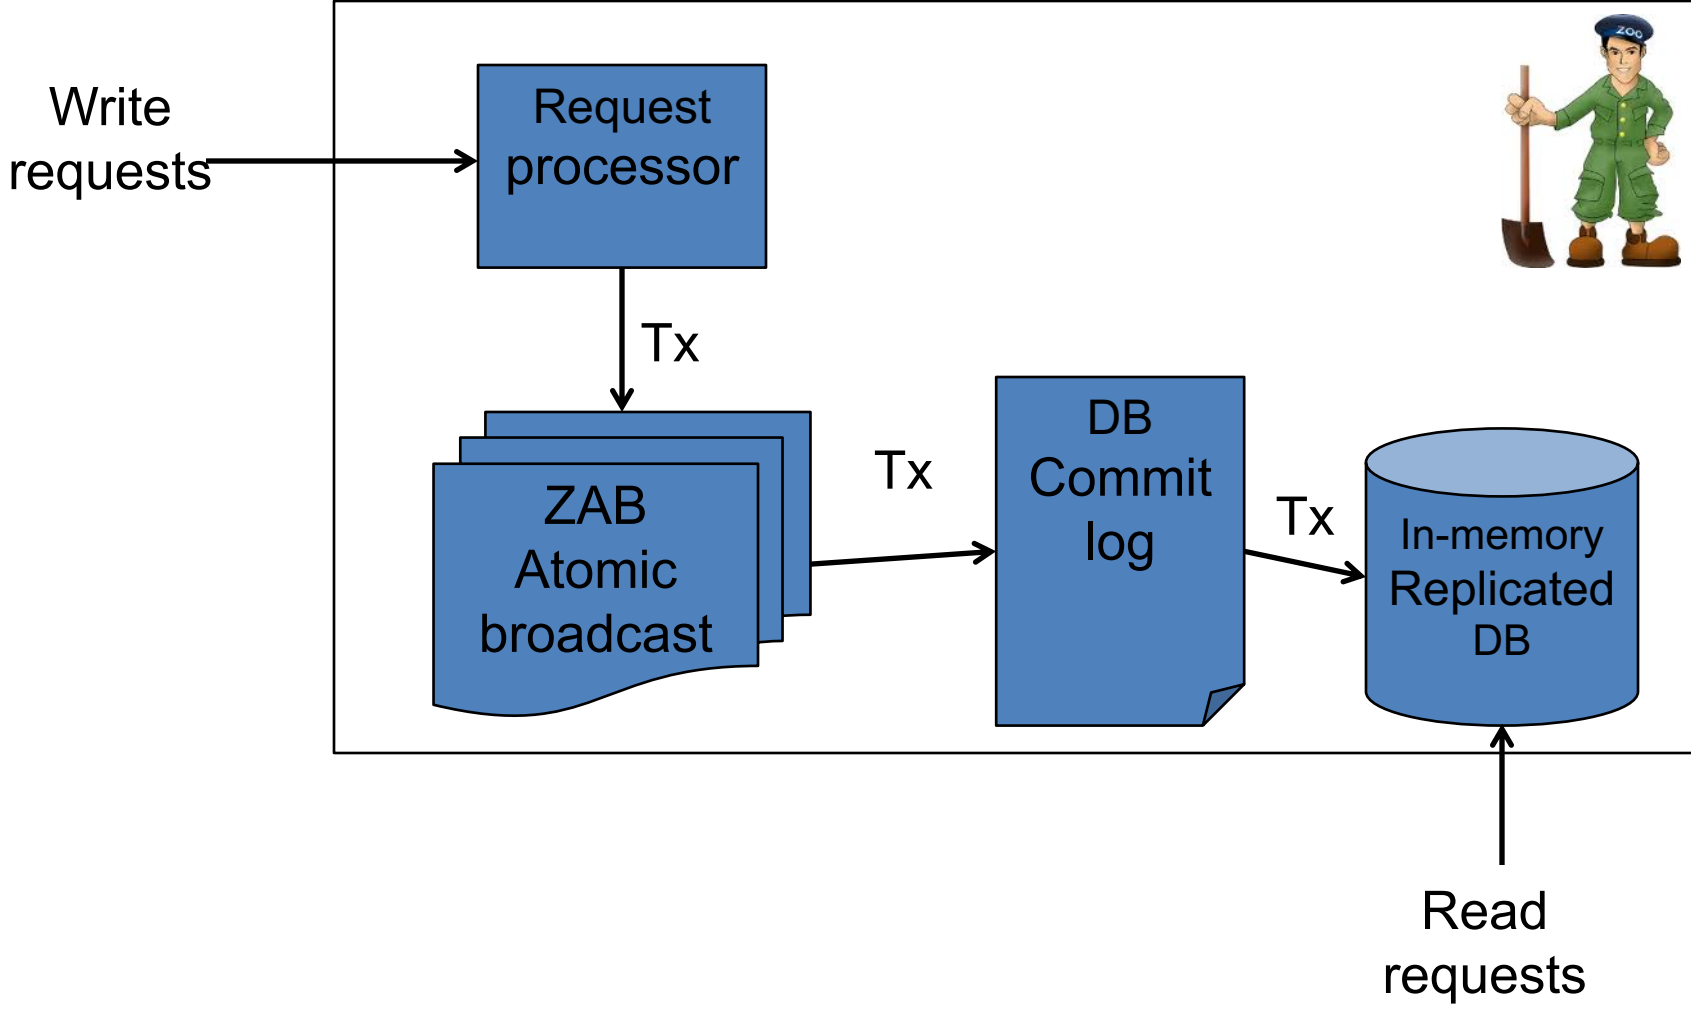 Write
requests
Request
processor
ZOO
Tx
ZAB
Atomic
broadcast
Tx
DB
Commit
log
Tx
In-memory
Replicated
DB
Read
requests